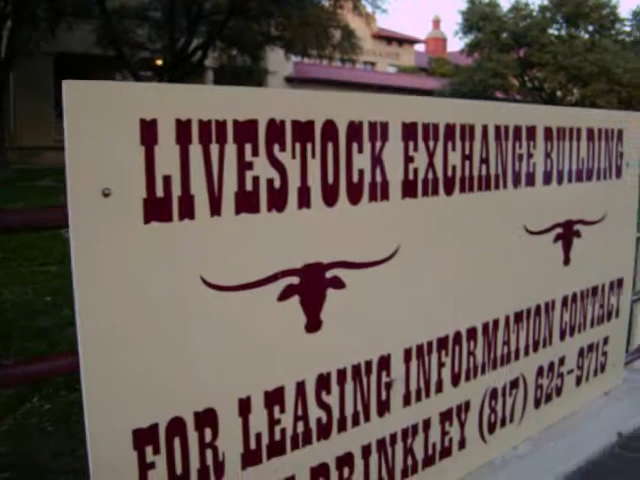 LIVESTOCK EXCHANGE BUILDING
FOR LEASING INFORMATION CONTACT
BRINKLEY (817) 625-9715